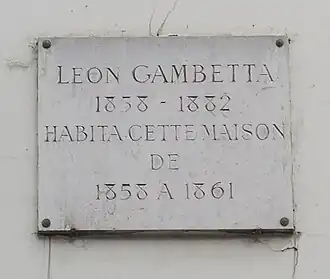 LEON GAMBETTA
1838 - 1882
HABITA CETTE MAISON
DE
1858 A 1861